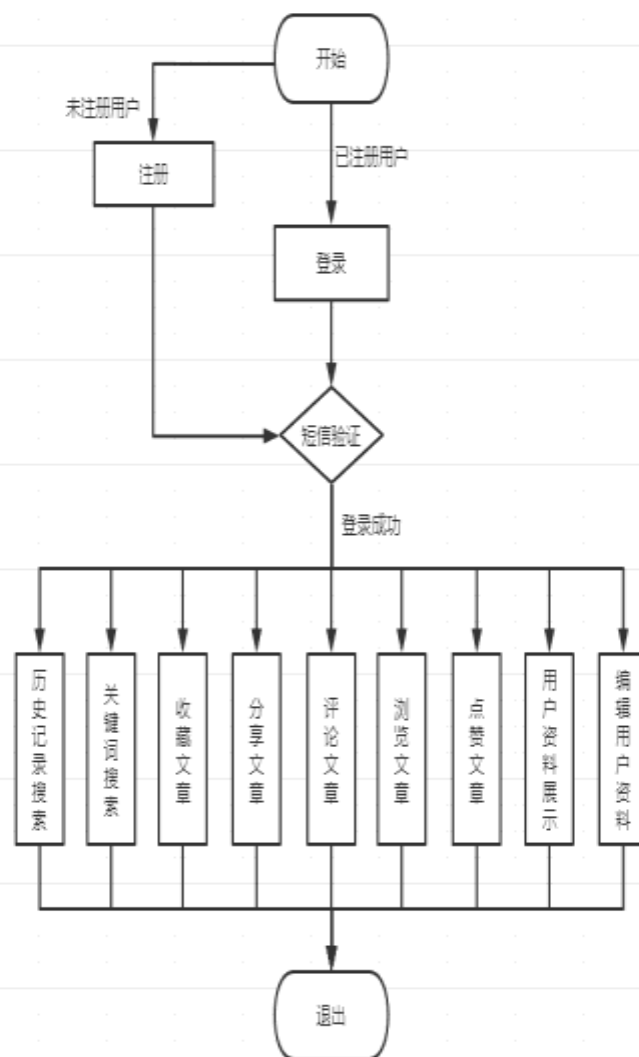 开始
未注册用户
已注册用户
注册
登录
短信验证
登录成功
历史记录搜索
关键词搜索
收藏文章
分享文章
评论文章
浏览文章
点赞文章
用户资料展示
编辑用户资料
退出